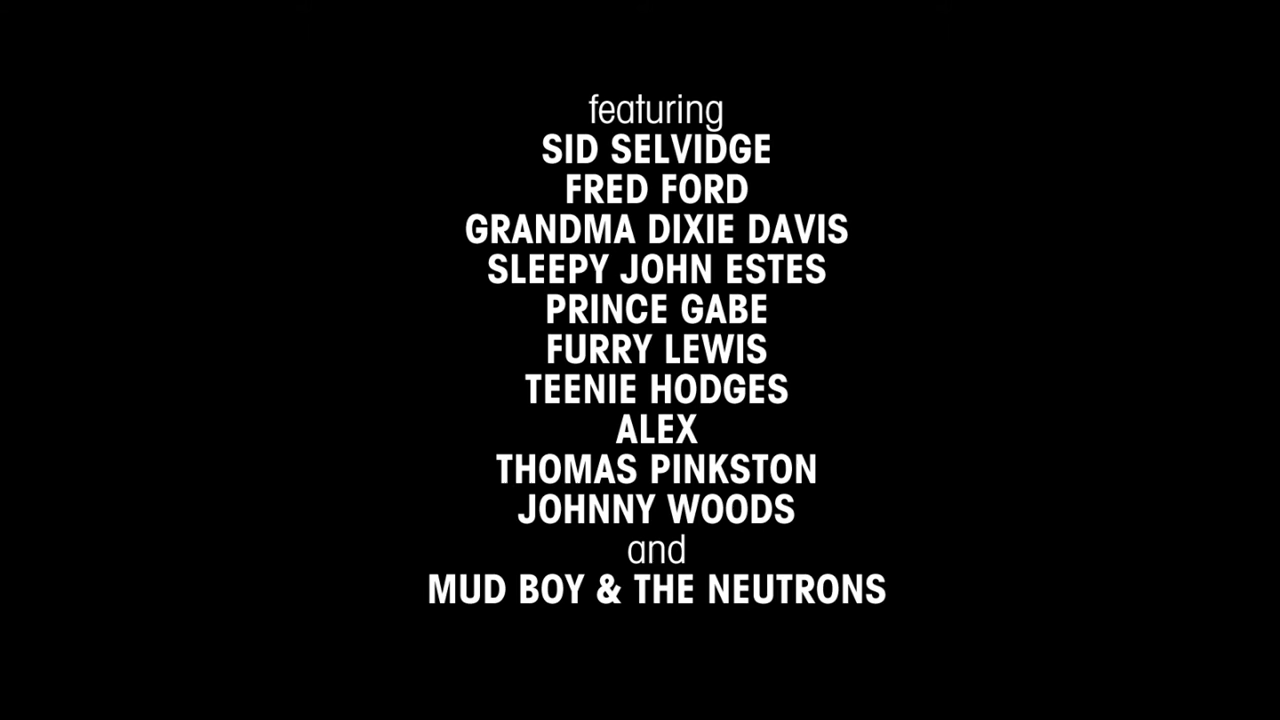 featuring
SID SELVIDGE
FRED FORD
GRANDMA DIXIE DAVIS
SLEEPY JOHN ESTES
PRINCE GABE
FURRY LEWIS
TEENIE HODGES
ALEX
THOMAS PINKSTON
JOHNNY WOODS
and
MUD BOY & THE NEUTRONS